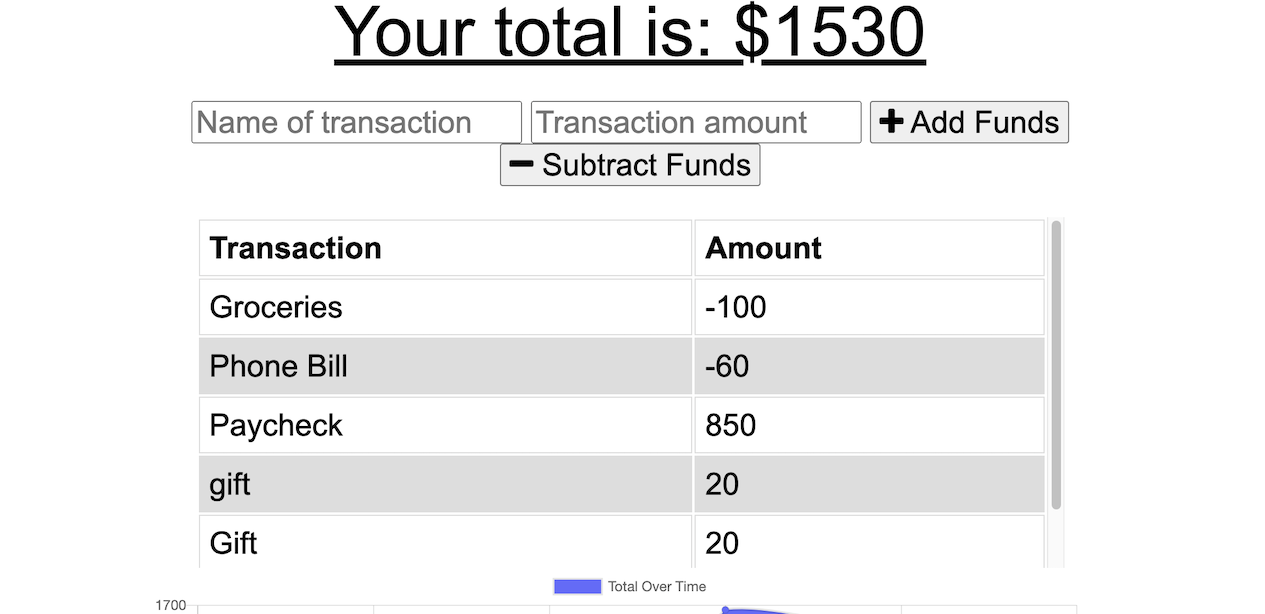 Your total is: $1530
Name of transaction Transaction amount Add Funds
Subtract Funds
Transaction Amount
Groceries -100
Phone Bill -60
Paycheck 850
gift 20
Gift 20
Total Over Time
1700